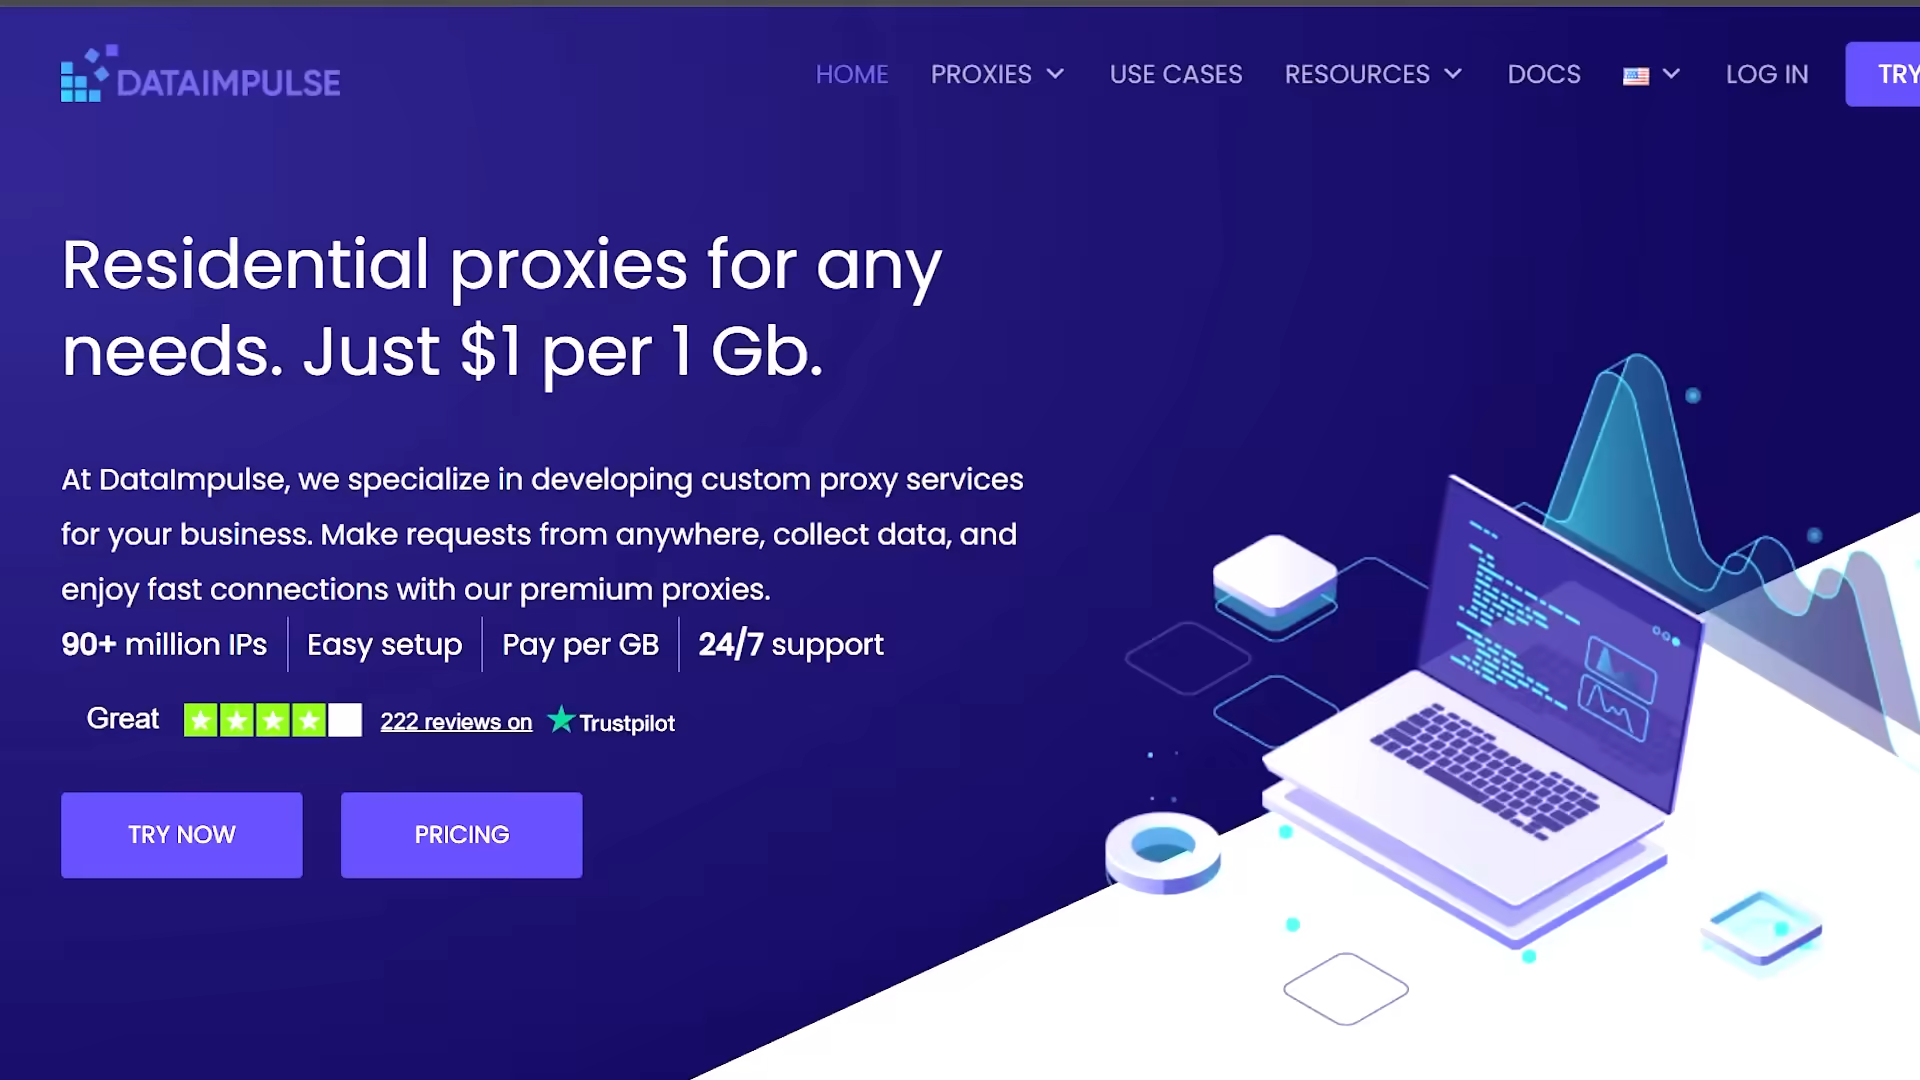 DATAIMPULSE
HOME PROXIES USE CASES RESOURCES DOCS LOG IN TRY
Residential proxies for any
needs. Just $1 per 1 Gb.
At DataImpulse, we specialize in developing custom proxy services
for your business. Make requests from anywhere, collect data, and
enjoy fast connections with our premium proxies.
90+ million IPs Easy setup Pay per GB 24/7 support
Great 222 reviews on Trustpilot
TRY NOW PRICING